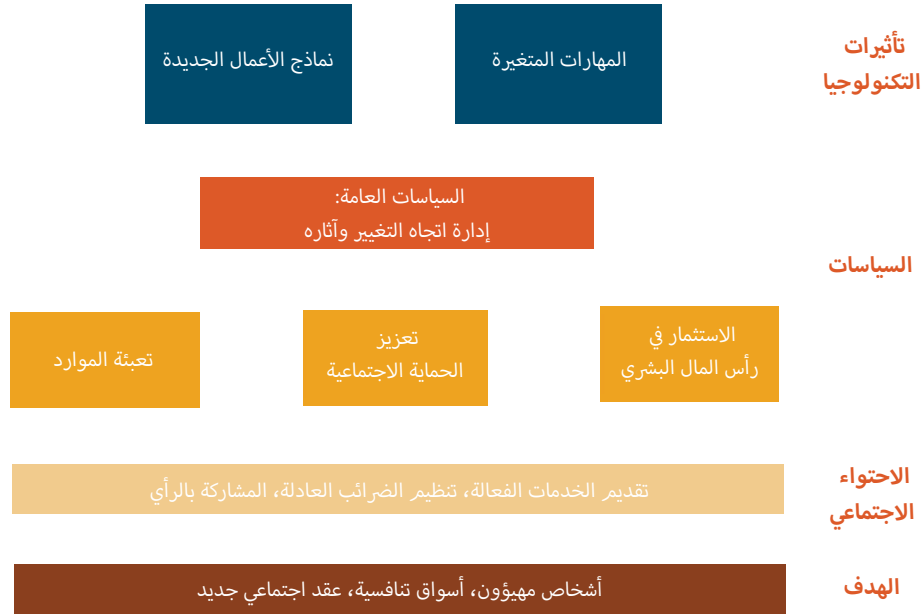 تأثيرات
التكنولوجيا
المهارات المتغيرة
نماذج الأعمال الجديدة
السياسات العامة:
إدارة اتجاه التغيير وآثاره
السياسات
الاستثمار في
رأس المال البشري
تعزيز
الحماية الاجتماعية
تعبئة الموارد
الاحتواء
الاجتماعي
تقديم الخدمات الفعالة، تنظيم الضرائب العادلة، المشاركة بالرأي
الهدف
أشخاص مهيؤون، أسواق تنافسية، عقد اجتماعي جديد